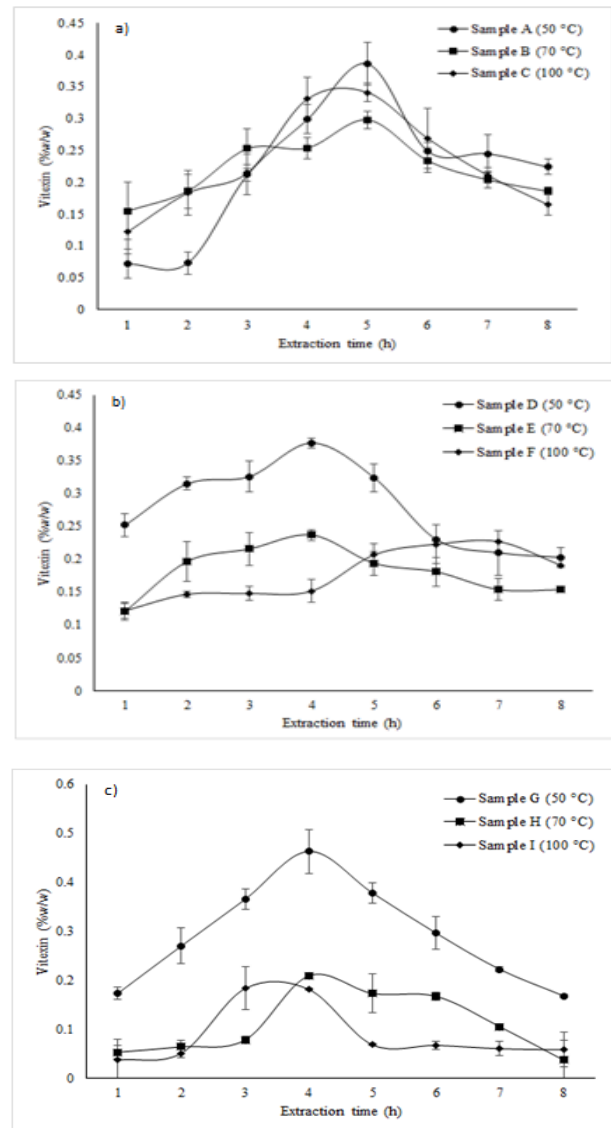 a)
Sample A (50 °C)
Sample B (70 °C)
Sample C (100 °C)
Vitexin (%w/w)
0.45
0.4
0.35
0.3
0.25
0.2
0.15
0.1
0.05
0
1 2 3 4 5 6 7 8
Extraction time (h)
b)
Sample D (50 °C)
Sample E (70 °C)
Sample F (100 °C)
Vitexin (%w/w)
0.45
0.4
0.35
0.3
0.25
0.2
0.15
0.1
0.05
0
1 2 3 4 5 6 7 8
Extraction time (h)
c)
Sample G (50 °C)
Sample H (70 °C)
Sample I (100 °C)
Vitexin (%w/w)
0.6
0.5
0.4
0.3
0.2
0.1
0
1 2 3 4 5 6 7 8
Extraction time (h)